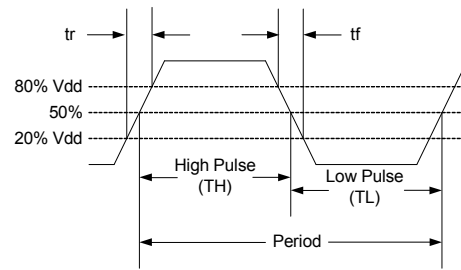 tr
tf
80% Vdd
50%
20% Vdd
High Pulse
(TH)
Low Pulse
(TL)
Period